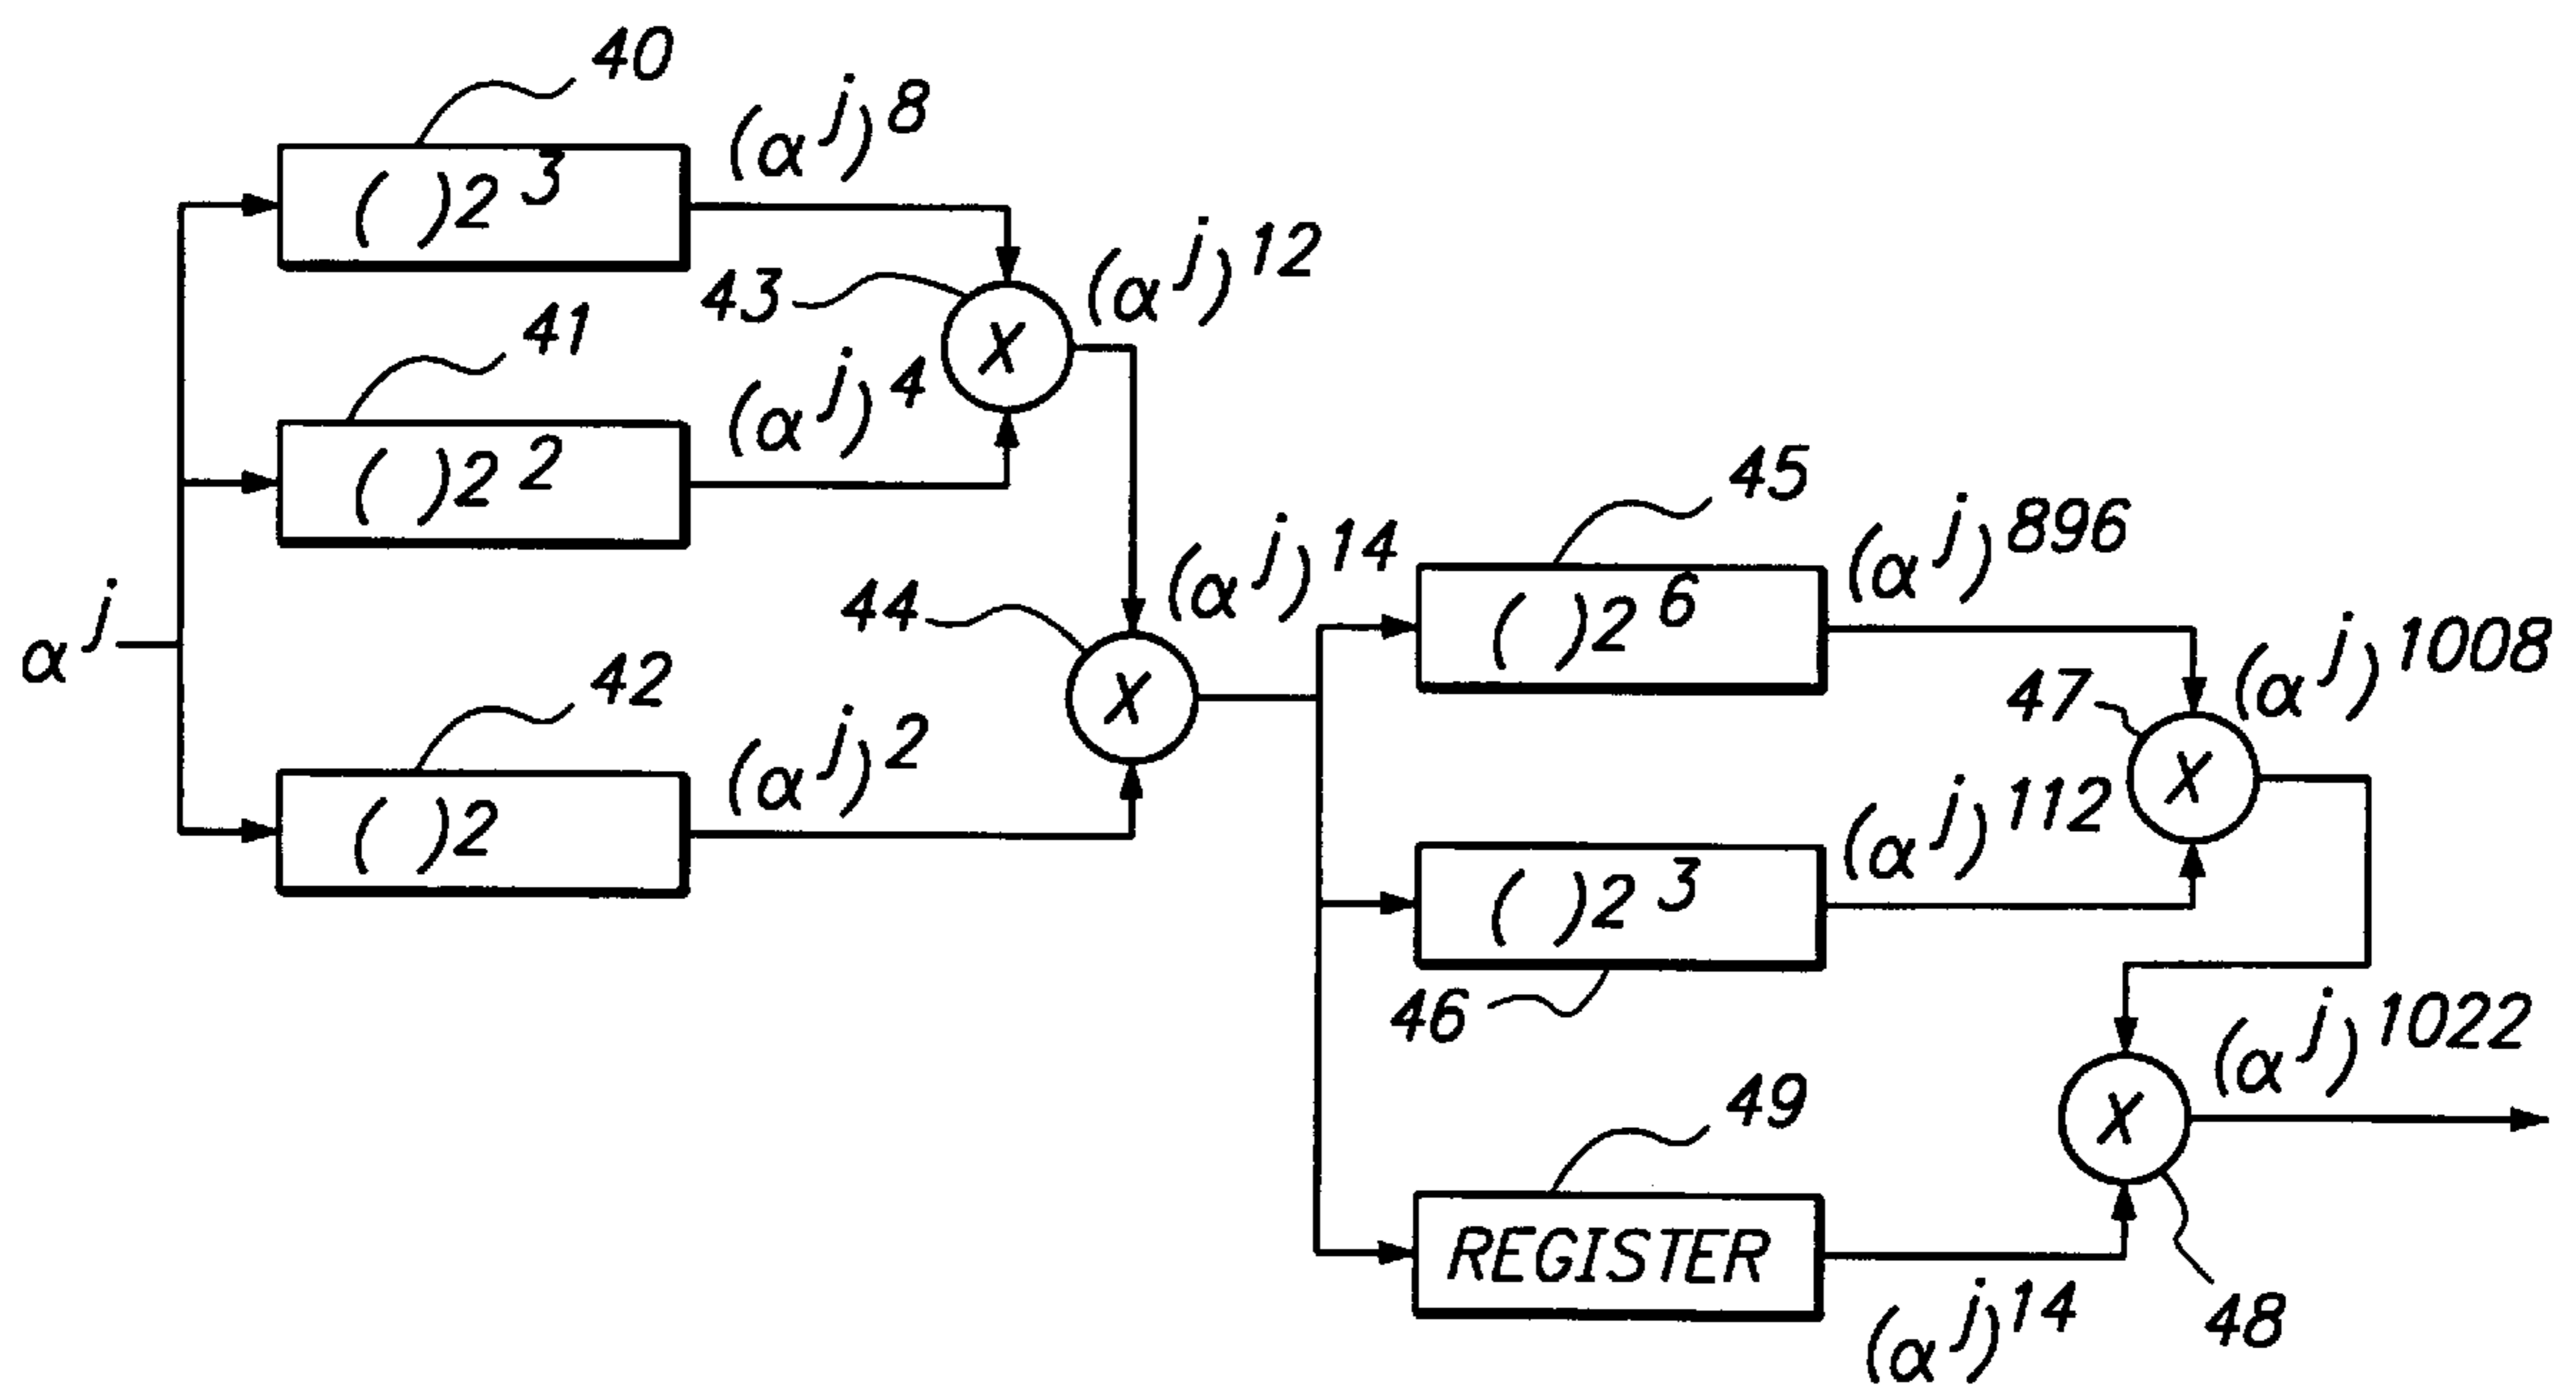 40
(α^j)^8
( )2^3
(α^j)^12
43
41
X
(α^j)^4
( )2^2
45
(α^j)^896
(α^j)^14
44
( )2^6
α^j
(α^j)^1008
42
X
47
(α^j)^2
X
(α^j)^112
( )2
( )2^3
46
(α^j)^1022
49
X
REGISTER
(α^j)^14
48